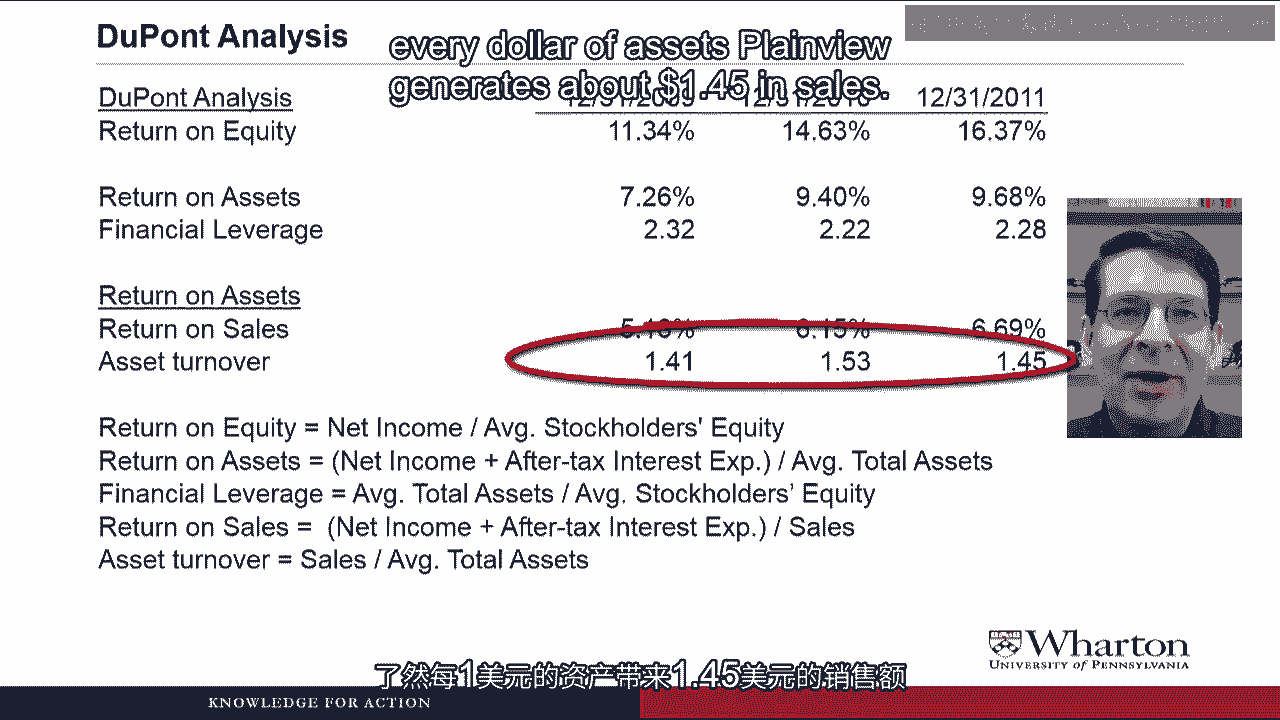 DuPont Analysis
every dollar of assets Plainview
generates about $1.45 in sales.
DuPont Analysis 12/31/2011
Return on Equity 11.34% 14.63% 16.37%
Return on Assets 7.26% 9.40% 9.68%
Financial Leverage 2.32 2.22 2.28
Return on Assets
Return on Sales 6.15% 6.69%
Asset turnover 1.41 1.53 1.45
Return on Equity = Net Income / Avg. Stockholders' Equity
Return on Assets = (Net Income + After-tax Interest Exp.) / Avg. Total Assets
Financial Leverage = Avg. Total Assets / Avg. Stockholders’ Equity
Return on Sales = (Net Income + After-tax Interest Exp.) / Sales
Asset turnover = Sales / Avg. Total Assets
Wharton
UNIVERSITY of PENNSYLVANIA
了然每1美元的资产带来1.45美元的销售额
KNOWLEDGE FOR ACTION